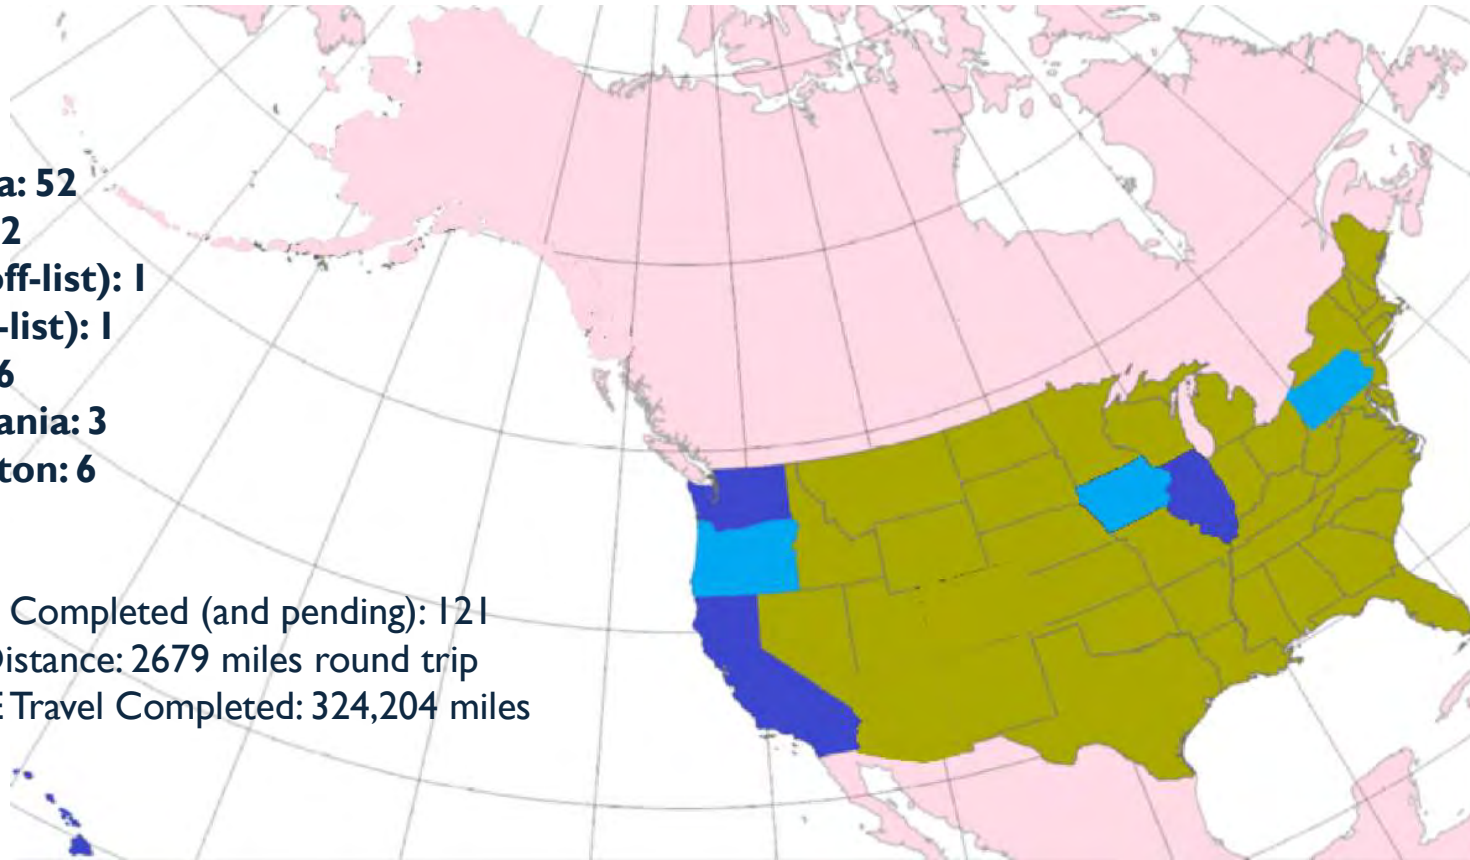 a: 52
2
off-list): 1
-list): 1
6
ania: 3
ton: 6
Completed (and pending): 121
Distance: 2679 miles round trip
E Travel Completed: 324,204 miles